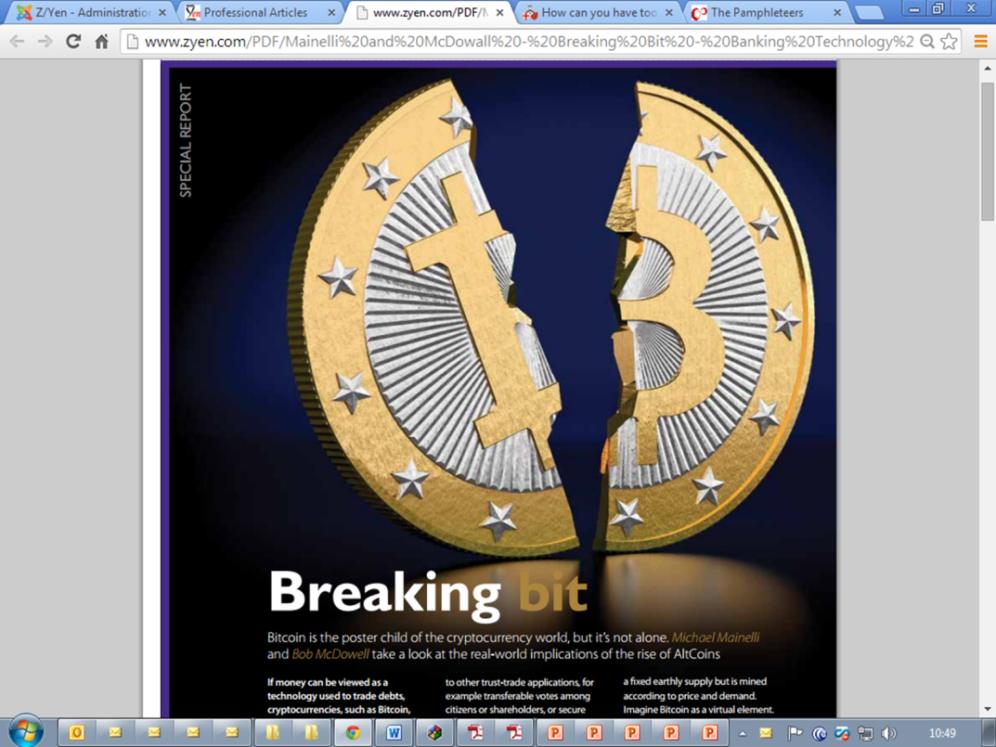 Z/Yen - Administration
Professional Articles
www.zyen.com/PDF/M
How can you have too
The Pamphleteers
www.zyen.com/PDF/Mainelli%20and%20McDowall%20-%20Breaking%20Bit%20-%20Banking%20Technology%2
SPECIAL REPORT
Breaking bit
Bitcoin is the poster child of the cryptocurrency world, but it's not alone. Michael Mainelli
and Bob McDowell take a look at the real-world implications of the rise of AltCoins
If money can be viewed as a
technology used to trade debts,
cryptocurrencies, such as Bitcoin,
to other trust-trade applications, for
example transferable votes among
citizens or shareholders, or secure
a fixed earthly supply but is mined
according to price and demand.
Imagine Bitcoin as a virtual element.
10:49